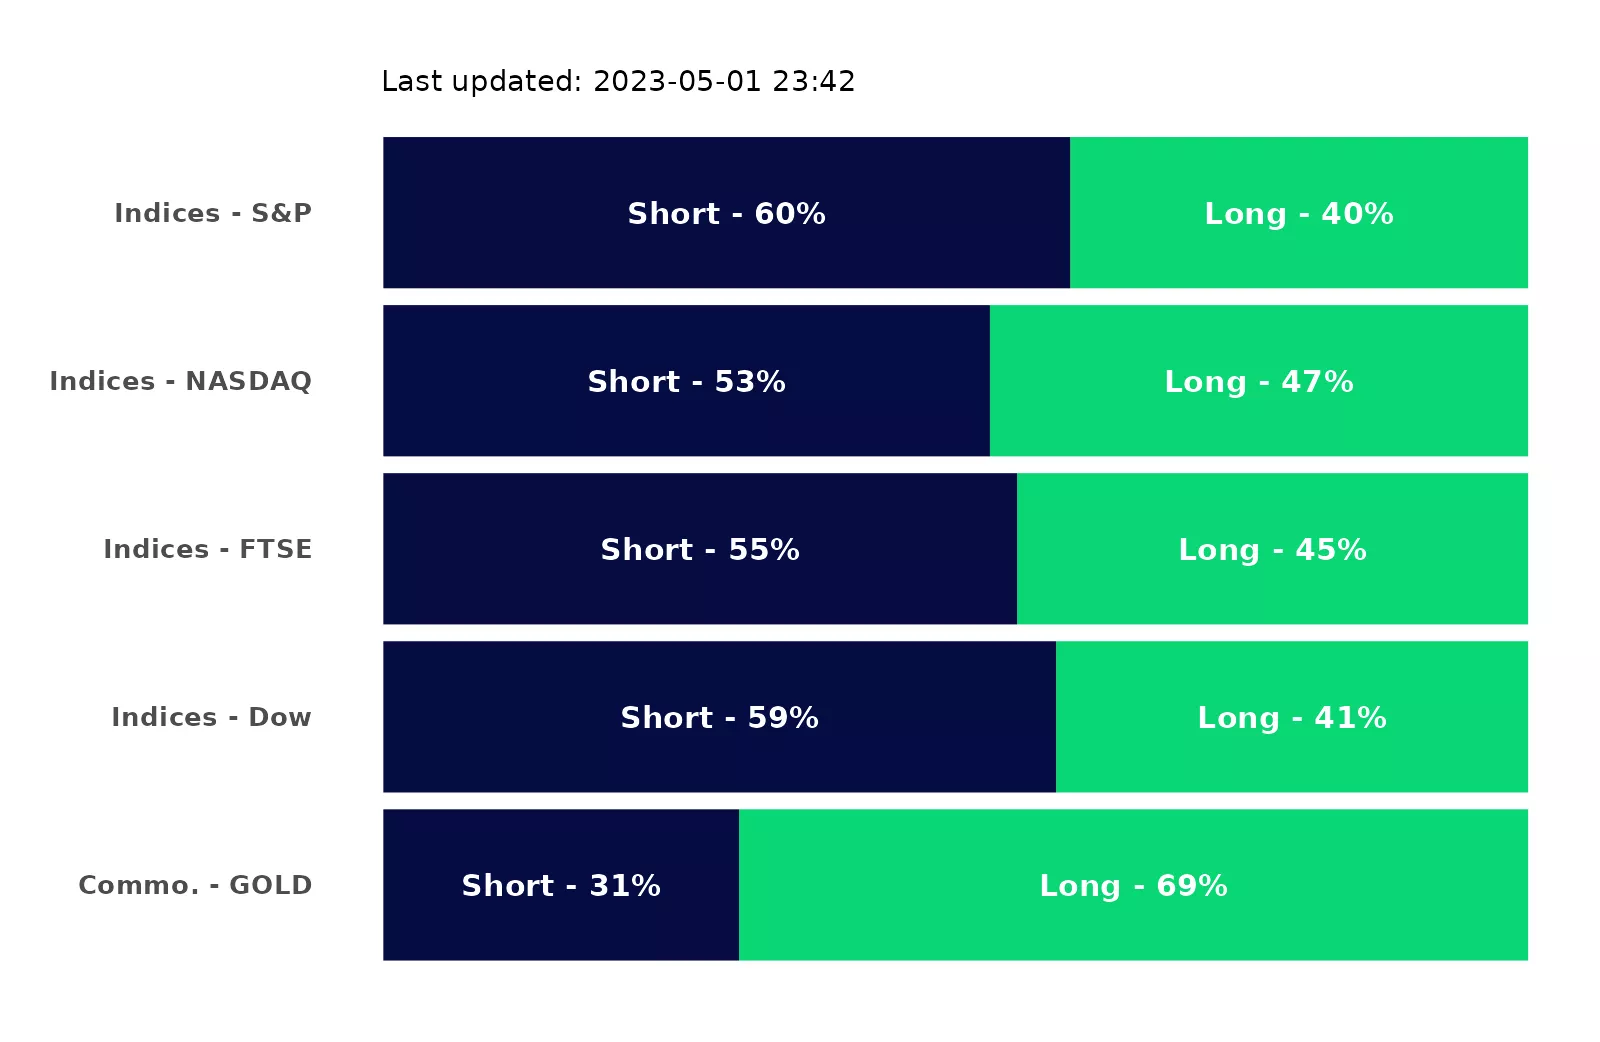 Last updated: 2023-05-01 23:42
Indices - S&P Short - 60% Long - 40%
Indices - NASDAQ Short - 53% Long - 47%
Indices - FTSE Short - 55% Long - 45%
Indices - Dow Short - 59% Long - 41%
Commo. - GOLD Short - 31% Long - 69%